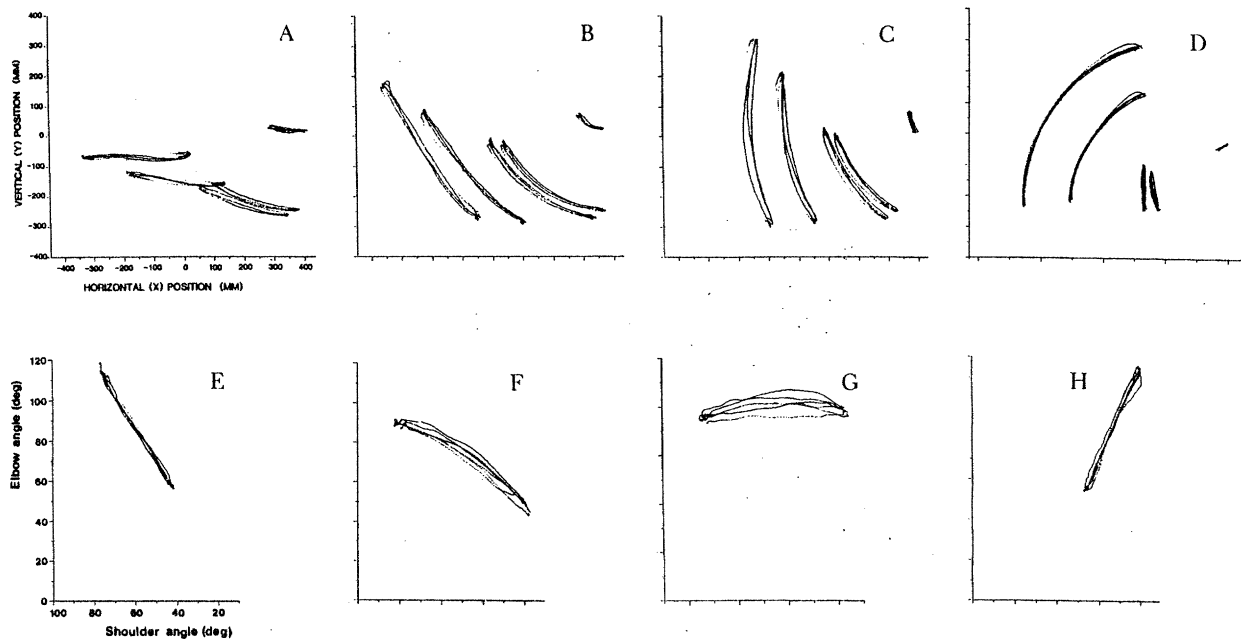 A
B
C
D
VERTICAL (Y) POSITION (MM)
400
300
200
100
0
-100
-200
-300
-400
-400 -300 -200 -100 0 100 200 300 400
HORIZONTAL (X) POSITION (MM)
E
F
G
H
Elbow angle (deg)
120
100
80
60
40
20
0
100 80 60 40 20
Shoulder angle (deg)